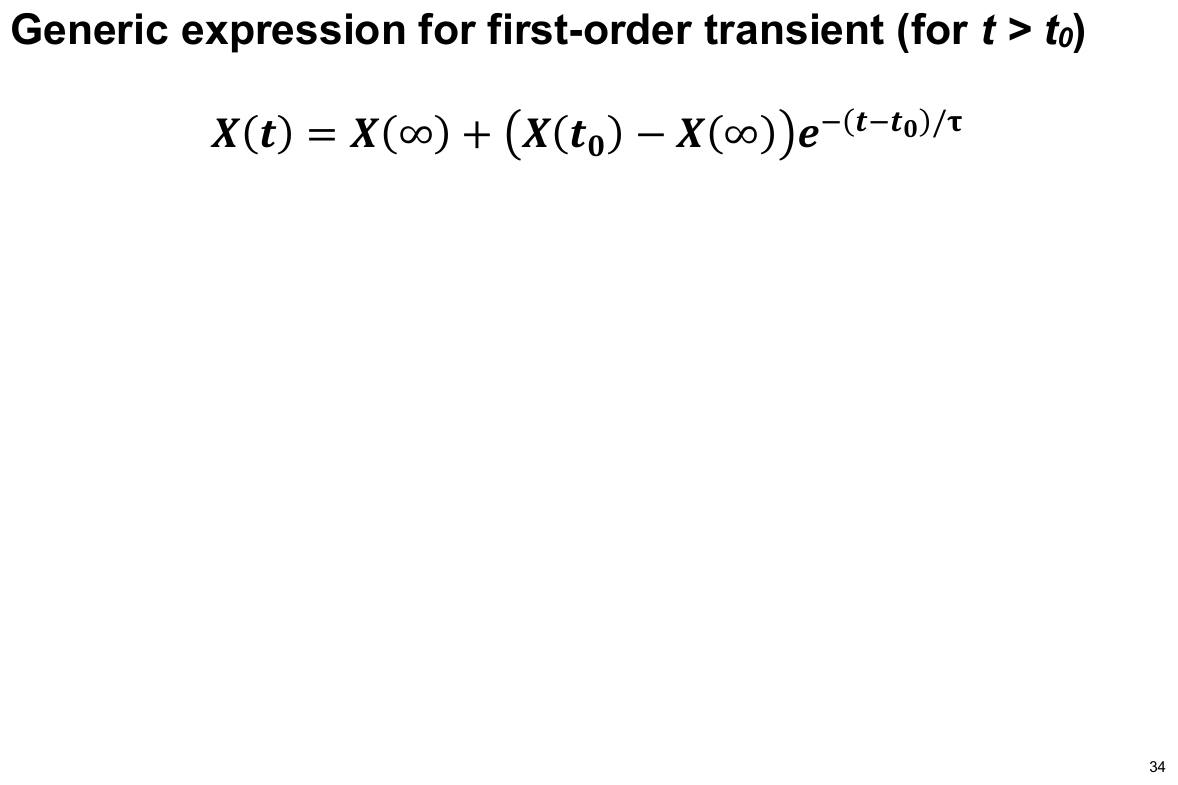 Generic expression for first-order transient (for t > t₀)
X(t) = X(∞) + (X(t₀) − X(∞))e^{−(t−t₀)/τ}
34